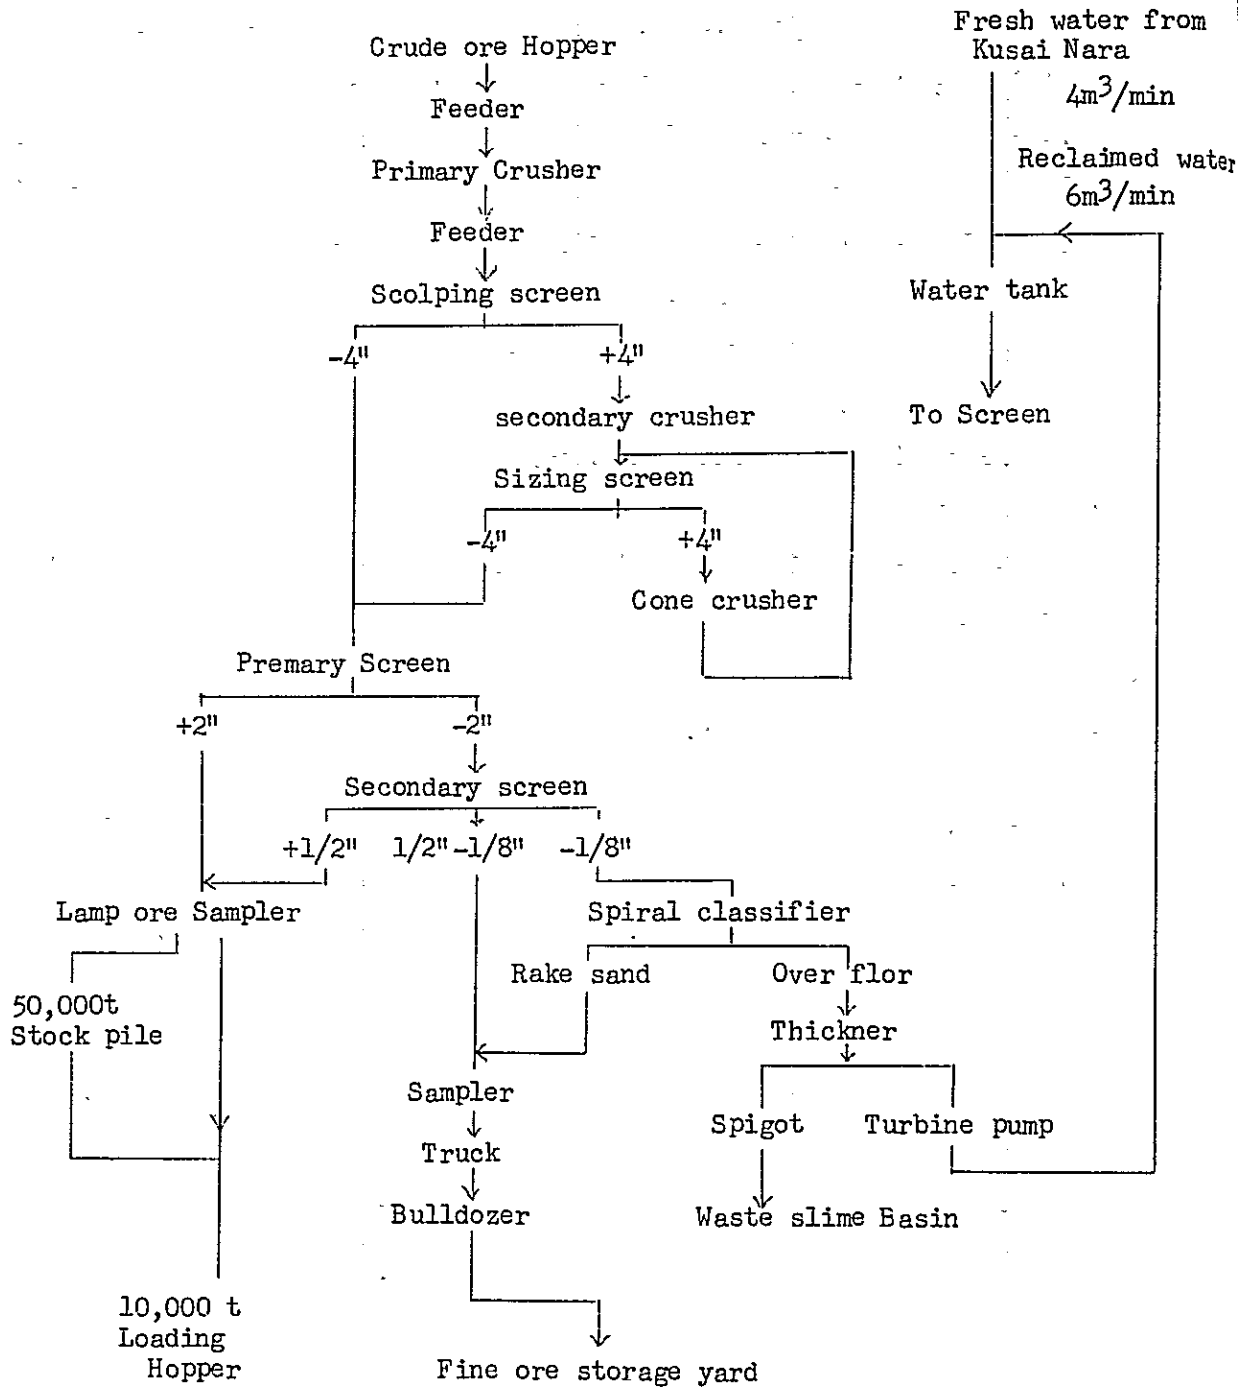 Crude ore Hopper
Feeder
Primary Crusher
Feeder
Scolping screen
-4"
+4"
secondary crusher
Sizing screen
-4"
+4"
Cone crusher
Premary Screen
+2"
-2"
Secondary screen
+1/2"
1/2"-1/8"
-1/8"
Lamp ore Sampler
50,000t
Stock pile
10,000 t
Loading
Hopper
Spiral classifier
Rake sand
Over flor
Thickner
Spigot
Turbine pump
Waste slime Basin
Sampler
Truck
Bulldozer
Fine ore storage yard
Fresh water from
Kusai Nara
4m³/min
Reclaimed water
6m³/min
Water tank
To Screen